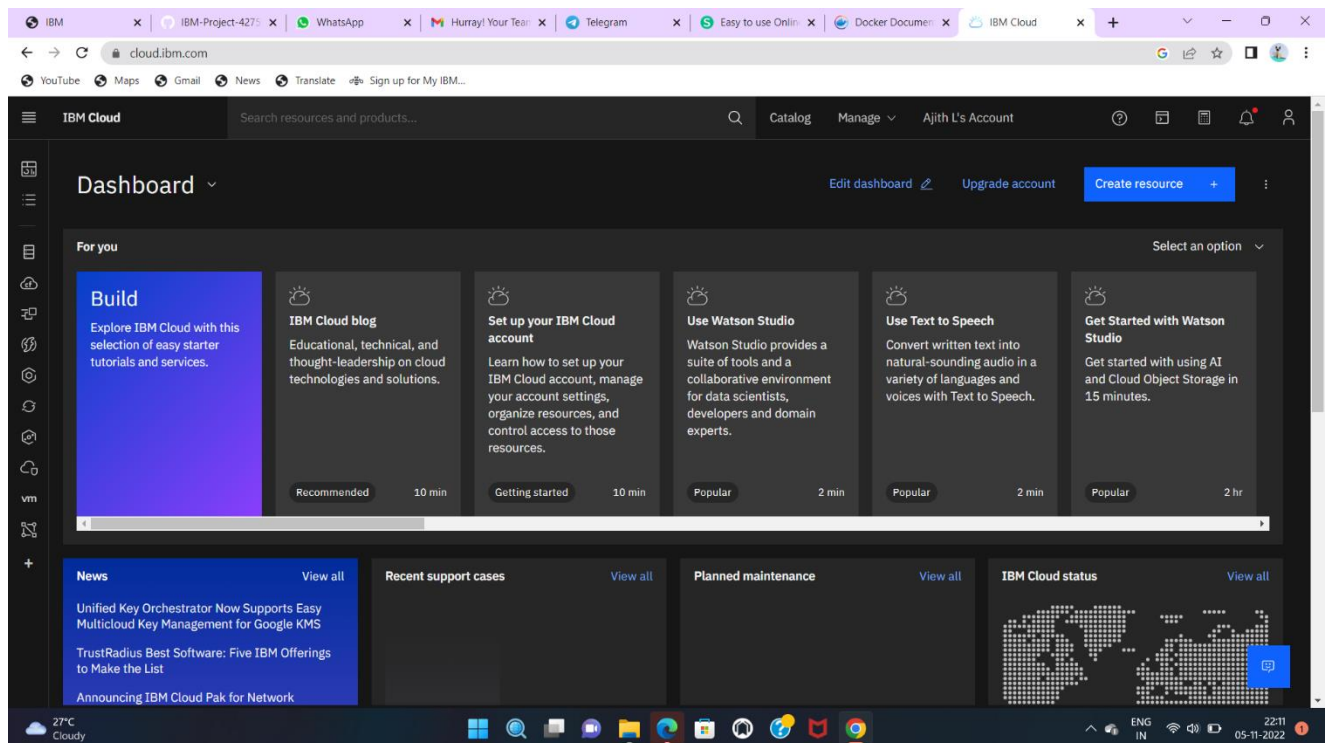 IBM
IBM-Project-4275
WhatsApp
Hurray! Your Tear
Telegram
Easy to use Onlin
Docker Documen
IBM Cloud
cloud.ibm.com
YouTube Maps Gmail News Translate Sign up for My IBM...
IBM Cloud
Search resources and products...
Catalog
Manage
Ajith L's Account
Dashboard
Edit dashboard
Upgrade account
Create resource +
For you
Select an option
Build
Explore IBM Cloud with this
selection of easy starter
tutorials and services.
IBM Cloud blog
Educational, technical, and
thought-leadership on cloud
technologies and solutions.
Recommended 10 min
Set up your IBM Cloud
account
Learn how to set up your
IBM Cloud account, manage
your account settings,
organize resources, and
control access to those
resources.
Getting started 10 min
Use Watson Studio
Watson Studio provides a
suite of tools and a
collaborative environment
for data scientists,
developers and domain
experts.
Popular 2 min
Use Text to Speech
Convert written text into
natural-sounding audio in a
variety of languages and
voices with Text to Speech.
Popular 2 min
Get Started with Watson
Studio
Get started with using AI
and Cloud Object Storage in
15 minutes.
Popular 2 hr
vm
News View all
Unified Key Orchestrator Now Supports Easy
Multicloud Key Management for Google KMS
TrustRadius Best Software: Five IBM Offerings
to Make the List
Announcing IBM Cloud Pak for Network
Recent support cases View all
Planned maintenance View all
IBM Cloud status View all
27°C
Cloudy
ENG
IN
22:11
05-11-2022
1